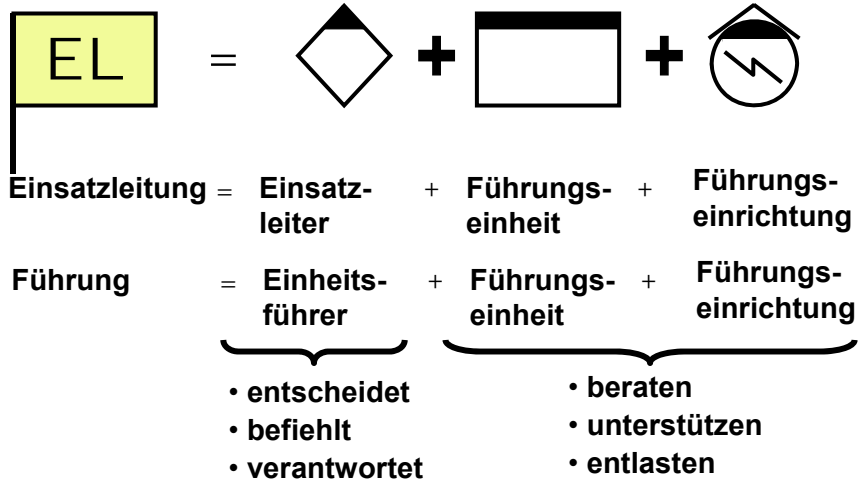 EL = + +
Einsatzleitung = Einsatz- + Führungs- + Führungs-
leiter einheit einrichtung
Führung = Einheits- + Führungs- + Führungs-
führer einheit einrichtung
• entscheidet
• befiehlt
• verantwortet
• beraten
• unterstützen
• entlasten